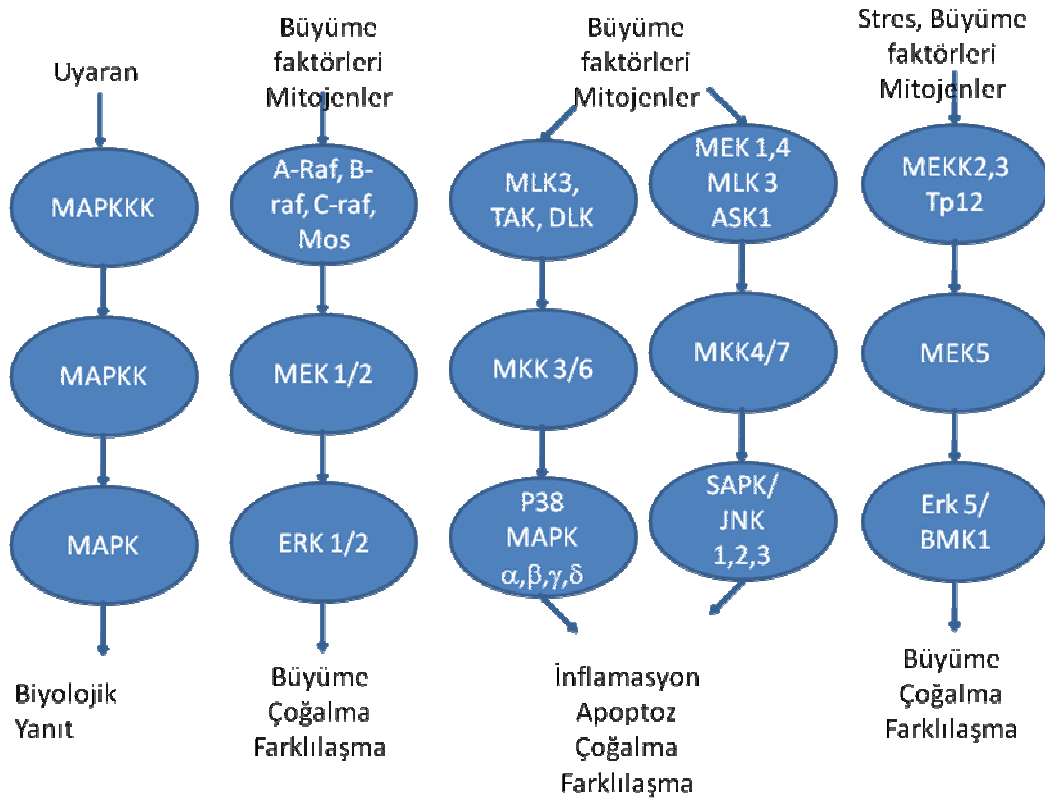 Uyaran
MAPKKK
MAPKK
MAPK
Biyolojik
Yanıt
Büyüme
faktörleri
Mitojenler
A-Raf, B-
raf, C-raf,
Mos
MEK 1/2
ERK 1/2
Büyüme
Çoğalma
Farklılaşma
Büyüme
faktörleri
Mitojenler
MLK3,
TAK, DLK
MKK 3/6
P38
MAPK
α,β,γ,δ
MEK 1,4
MLK 3
ASK1
MKK4/7
SAPK/
JNK
1,2,3
İnflamasyon
Apoptoz
Çoğalma
Farklılaşma
Stres, Büyüme
faktörleri
Mitojenler
MEKK2,3
Tp12
MEK5
Erk 5/
BMK1
Büyüme
Çoğalma
Farklılaşma